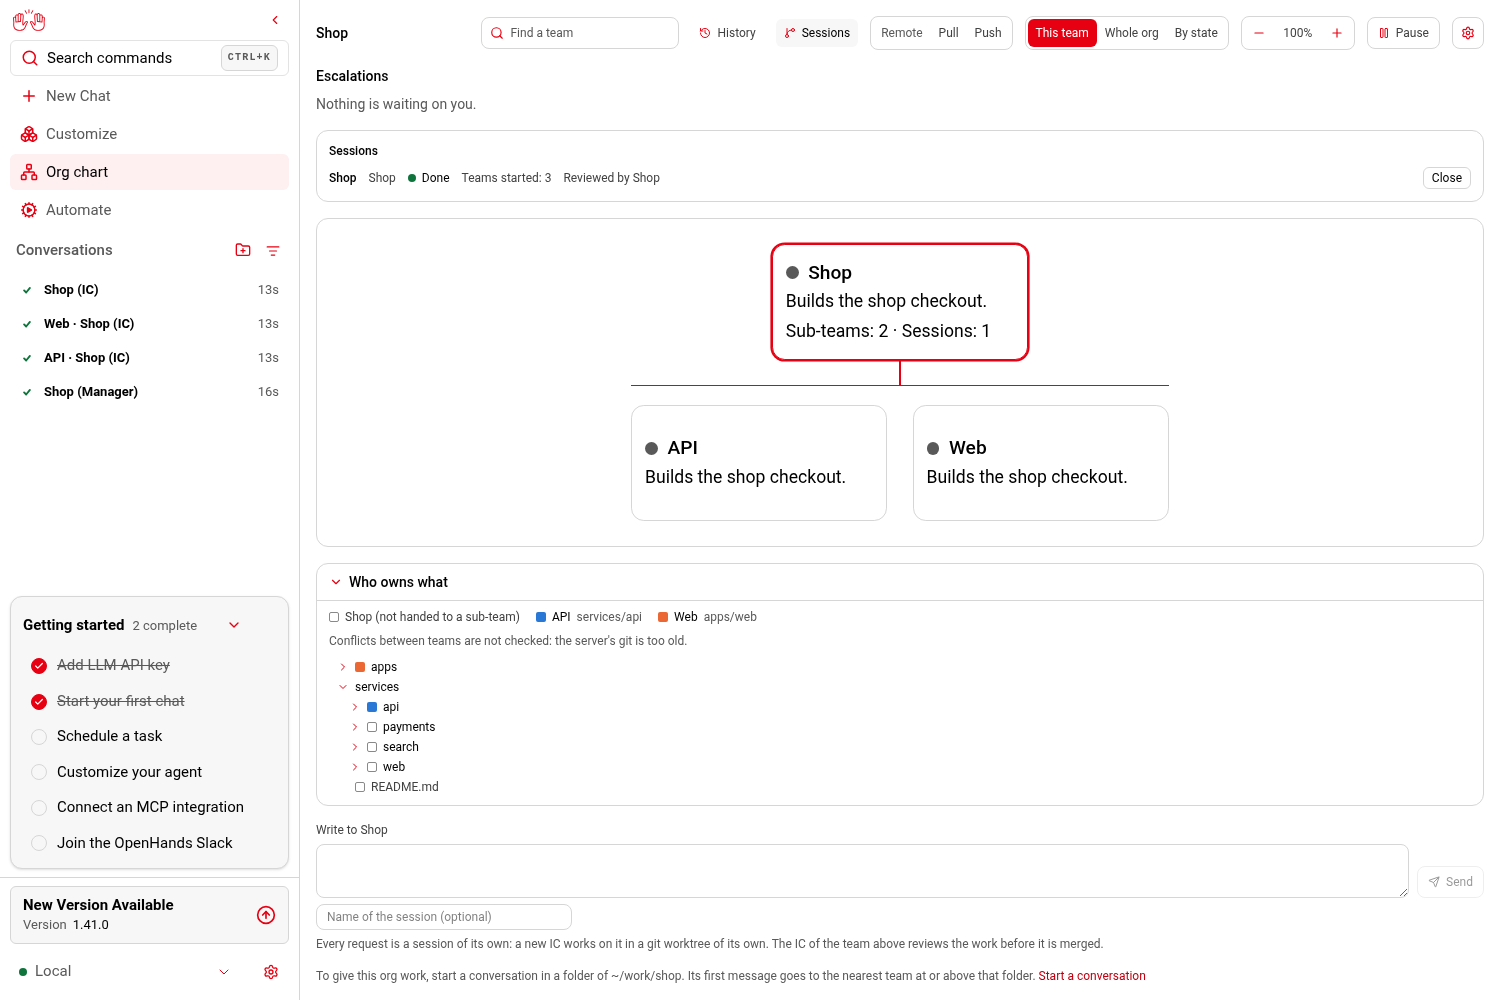 Search commands
CTRL+K
New Chat
Customize
Org chart
Automate
Conversations
Shop (IC) 13s
Web · Shop (IC) 13s
API · Shop (IC) 13s
Shop (Manager) 16s
Getting started 2 complete
Add LLM API key
Start your first chat
Schedule a task
Customize your agent
Connect an MCP integration
Join the OpenHands Slack
New Version Available
Version 1.41.0
Local
Shop
Find a team
History
Sessions
Remote Pull Push
This team Whole org By state
100%
Pause
Escalations
Nothing is waiting on you.
Sessions
Shop Shop Done Teams started: 3 Reviewed by Shop
Close
Shop
Builds the shop checkout.
Sub-teams: 2 · Sessions: 1
API
Builds the shop checkout.
Web
Builds the shop checkout.
Who owns what
Shop (not handed to a sub-team) API services/api Web apps/web
Conflicts between teams are not checked: the server's git is too old.
apps
services
api
payments
search
web
README.md
Write to Shop
Send
Name of the session (optional)
Every request is a session of its own: a new IC works on it in a git worktree of its own. The IC of the team above reviews the work before it is merged.
To give this org work, start a conversation in a folder of ~/work/shop. Its first message goes to the nearest team at or above that folder. Start a conversation